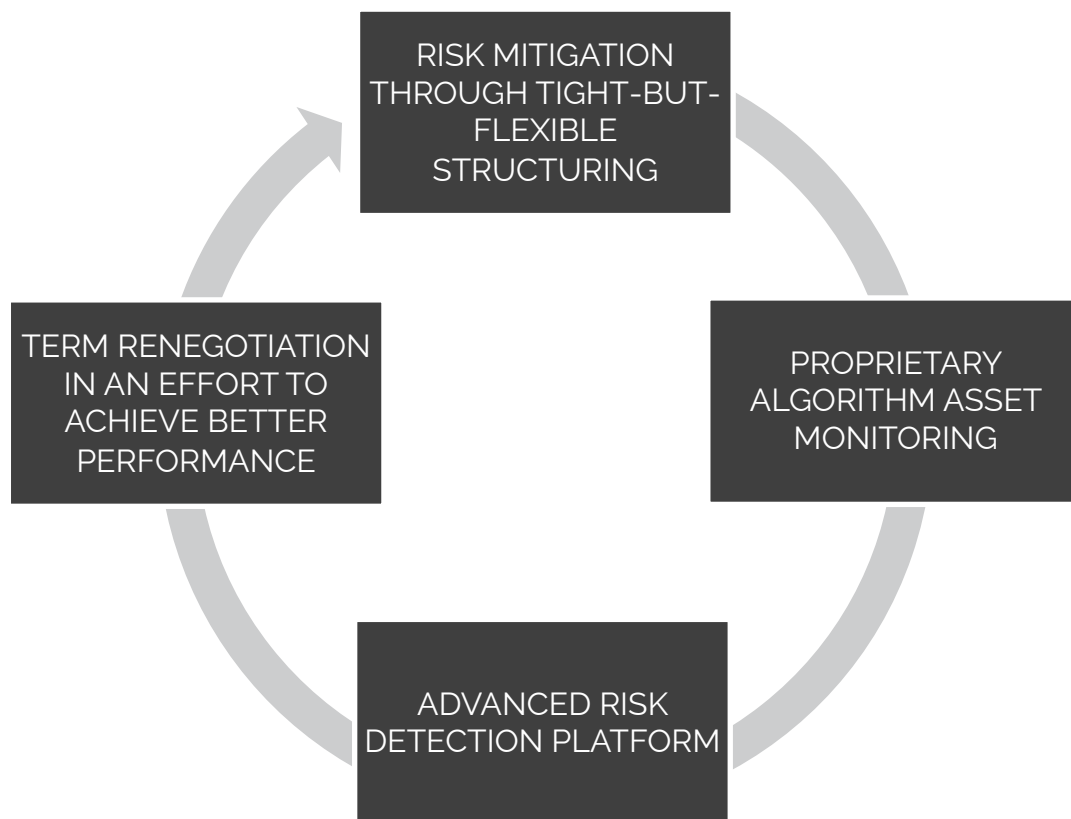 RISK MITIGATION
THROUGH TIGHT-BUT-
FLEXIBLE
STRUCTURING
PROPRIETARY
ALGORITHM ASSET
MONITORING
ADVANCED RISK
DETECTION PLATFORM
TERM RENEGOTIATION
IN AN EFFORT TO
ACHIEVE BETTER
PERFORMANCE